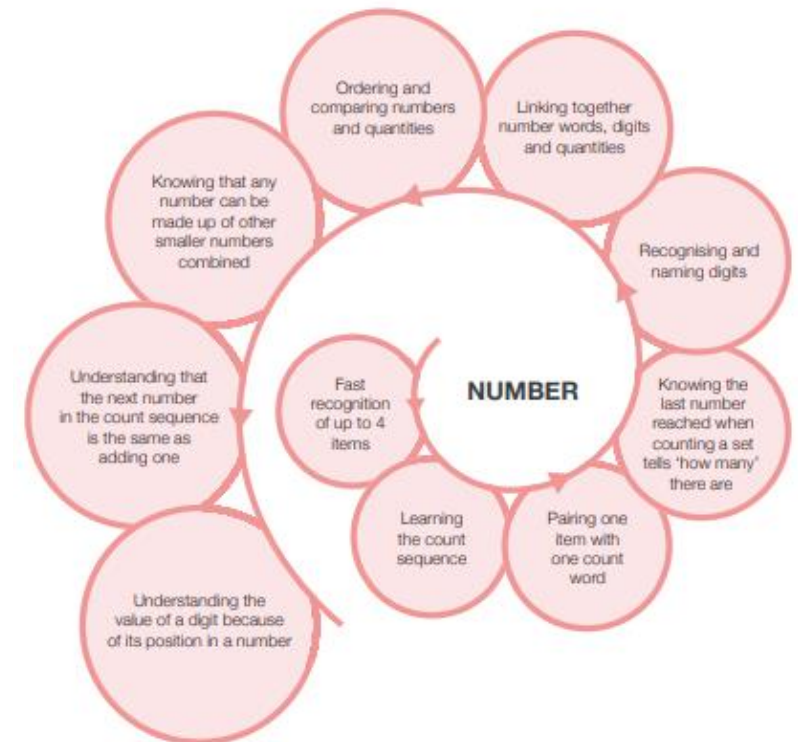 NUMBER
Fast
recognition
of up to 4
items
Learning
the count
sequence
Pairing one
item with
one count
word
Knowing the
last number
reached when
counting a set
tells ‘how many’
there are
Recognising and
naming digits
Linking together
number words, digits
and quantities
Ordering and
comparing numbers
and quantities
Knowing that any
number can be
made up of other
smaller numbers
combined
Understanding that
the next number
in the count sequence
is the same as
adding one
Understanding the
value of a digit because
of its position in a number